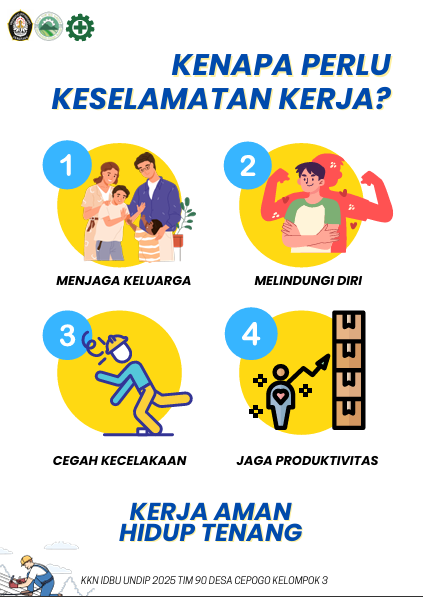 KENAPA PERLU
KESELAMATAN KERJA?
1
MENJAGA KELUARGA
2
MELINDUNGI DIRI
3
CEGAH KECELAKAAN
4
JAGA PRODUKTIVITAS
KERJA AMAN
HIDUP TENANG
KKN IDBU UNDIP 2025 TIM 90 DESA CEPOGO KELOMPOK 3